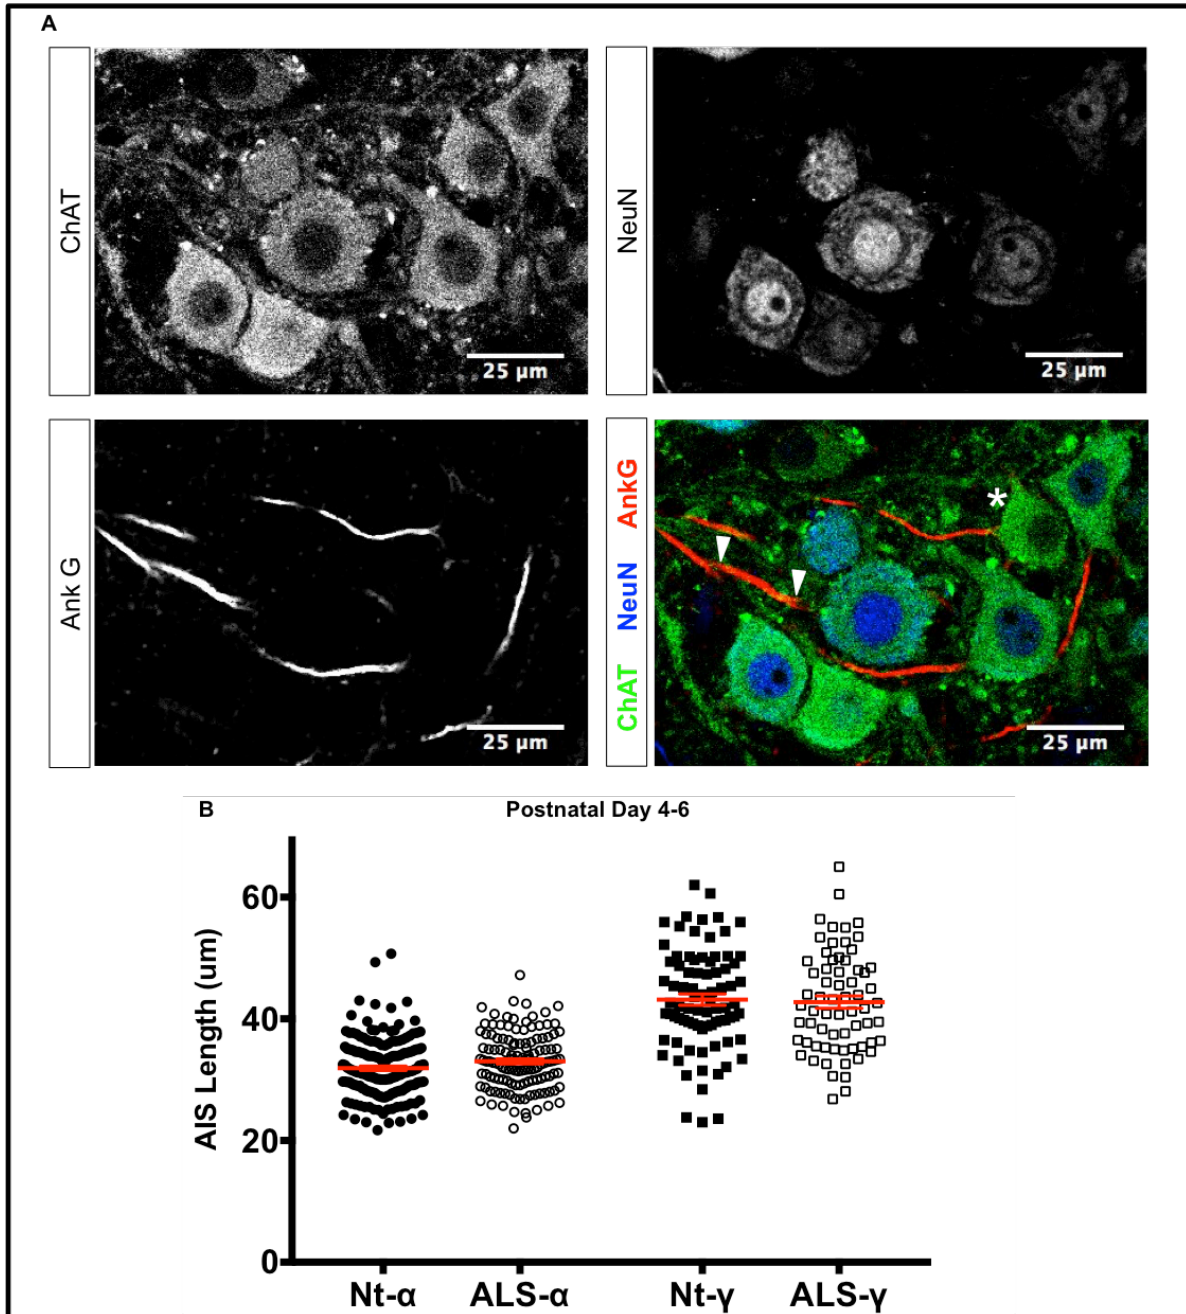 A
ChAT
25 μm
NeuN
25 μm
Ank G
25 μm
ChAT NeuN AnkG
*
25 μm
B
Postnatal Day 4-6
AIS Length (um)
60
40
20
0
Nt-α
ALS-α
Nt-γ
ALS-γ